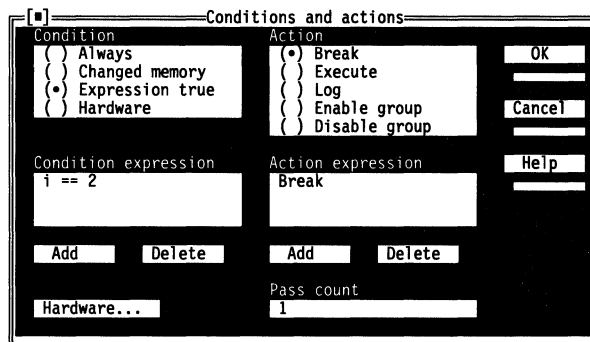 [■] Conditions and actions
Condition
( ) Always
( ) Changed memory
(•) Expression true
( ) Hardware
Action
(•) Break
( ) Execute
( ) Log
( ) Enable group
( ) Disable group
OK
Cancel
Help
Condition expression
i == 2
Action expression
Break
Add Delete
Add Delete
Pass count
Hardware...
1